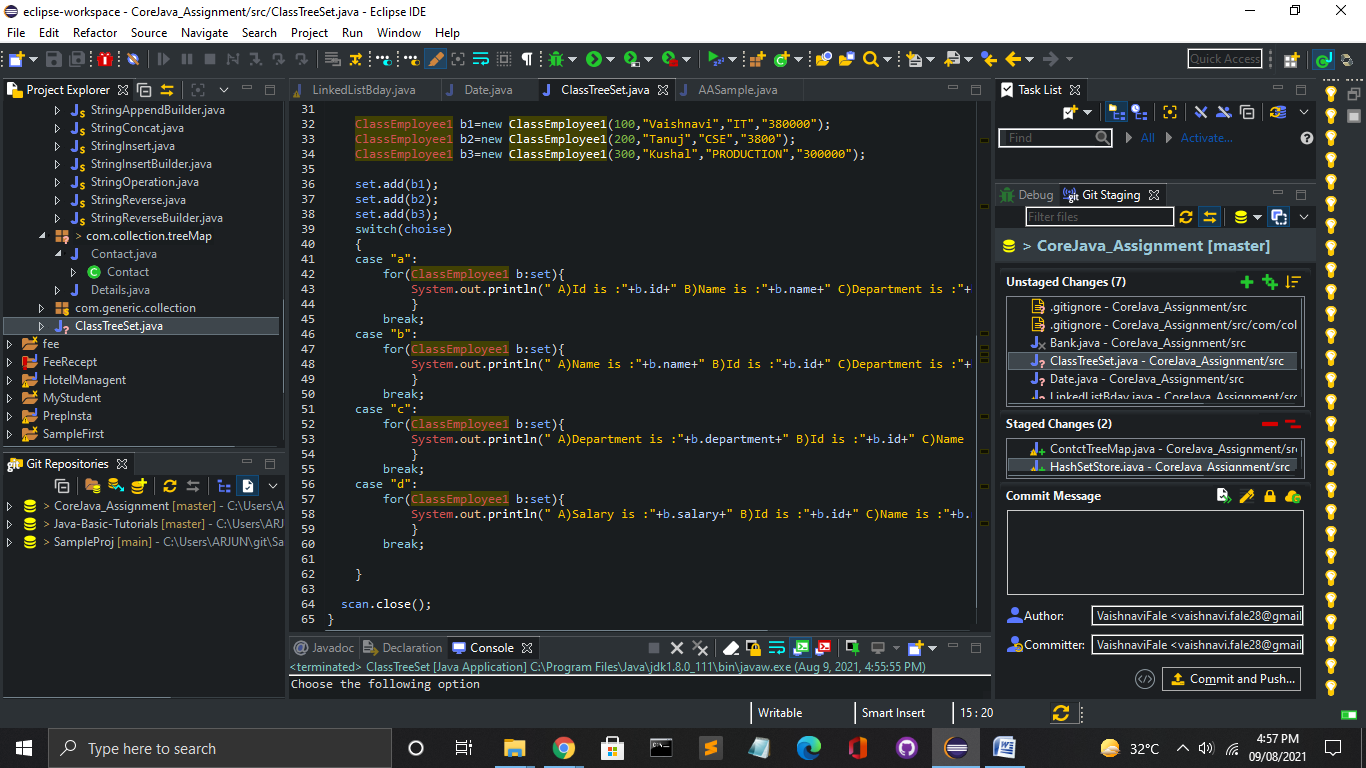 eclipse-workspace - CoreJava_Assignment/src/ClassTreeSet.java - Eclipse IDE
File Edit Refactor Source Navigate Search Project Run Window Help
Quick Access
Project Explorer
StringAppendBuilder.java
StringConcat.java
StringInsert.java
StringInsertBuilder.java
StringOperation.java
StringReverse.java
StringReverseBuilder.java
> com.collection.treeMap
Contact.java
Contact
Details.java
com.generic.collection
ClassTreeSet.java
fee
FeeRecept
HotelManagent
MyStudent
PrepInsta
SampleFirst
Git Repositories
> CoreJava_Assignment [master] - C:\Users\A
> Java-Basic-Tutorials [master] - C:\Users\ARJ
> SampleProj [main] - C:\Users\ARJUN\git\Sa
LinkedListBday.java Date.java ClassTreeSet.java AASample.java
31
32 ClassEmployee1 b1=new ClassEmployee1(100,"Vaishnavi","IT","380000");
33 ClassEmployee1 b2=new ClassEmployee1(200,"Tanuj","CSE","3800");
34 ClassEmployee1 b3=new ClassEmployee1(300,"Kushal","PRODUCTION","300000");
35
36 set.add(b1);
37 set.add(b2);
38 set.add(b3);
39 switch(choise)
40 {
41 case "a":
42 for(ClassEmployee1 b:set){
43 System.out.println(" A)Id is :"+b.id+" B)Name is :"+b.name+" C)Department is :"+
44 }
45 break;
46 case "b":
47 for(ClassEmployee1 b:set){
48 System.out.println(" A)Name is :"+b.name+" B)Id is :"+b.id+" C)Department is :"+
49 }
50 break;
51 case "c":
52 for(ClassEmployee1 b:set){
53 System.out.println(" A)Department is :"+b.department+" B)Id is :"+b.id+" C)Name
54 }
55 break;
56 case "d":
57 for(ClassEmployee1 b:set){
58 System.out.println(" A)Salary is :"+b.salary+" B)Id is :"+b.id+" C)Name is :"+b.
59 }
60 break;
61
62 }
63
64 scan.close();
65 }
Javadoc Declaration Console
<terminated> ClassTreeSet [Java Application] C:\Program Files\Java\jdk1.8.0_111\bin\javaw.exe (Aug 9, 2021, 4:55:55 PM)
Choose the following option
Task List
Find All Activate...
Debug Git Staging
Filter files
> CoreJava_Assignment [master]
Unstaged Changes (7)
.gitignore - CoreJava_Assignment/src
.gitignore - CoreJava_Assignment/src/com/col
Bank.java - CoreJava_Assignment/src
ClassTreeSet.java - CoreJava_Assignment/src
Date.java - CoreJava_Assignment/src
LinkedListBday.java - CoreJava_Assignment/src
Staged Changes (2)
ContctTreeMap.java - CoreJava_Assignment/sr
HashSetStore.java - CoreJava_Assignment/src
Commit Message
Author: VaishnaviFale <vaishnavi.fale28@gmail
Committer: VaishnaviFale <vaishnavi.fale28@gmail
Commit and Push...
Writable Smart Insert 15 : 20
Type here to search
32°C
4:57 PM
09/08/2021